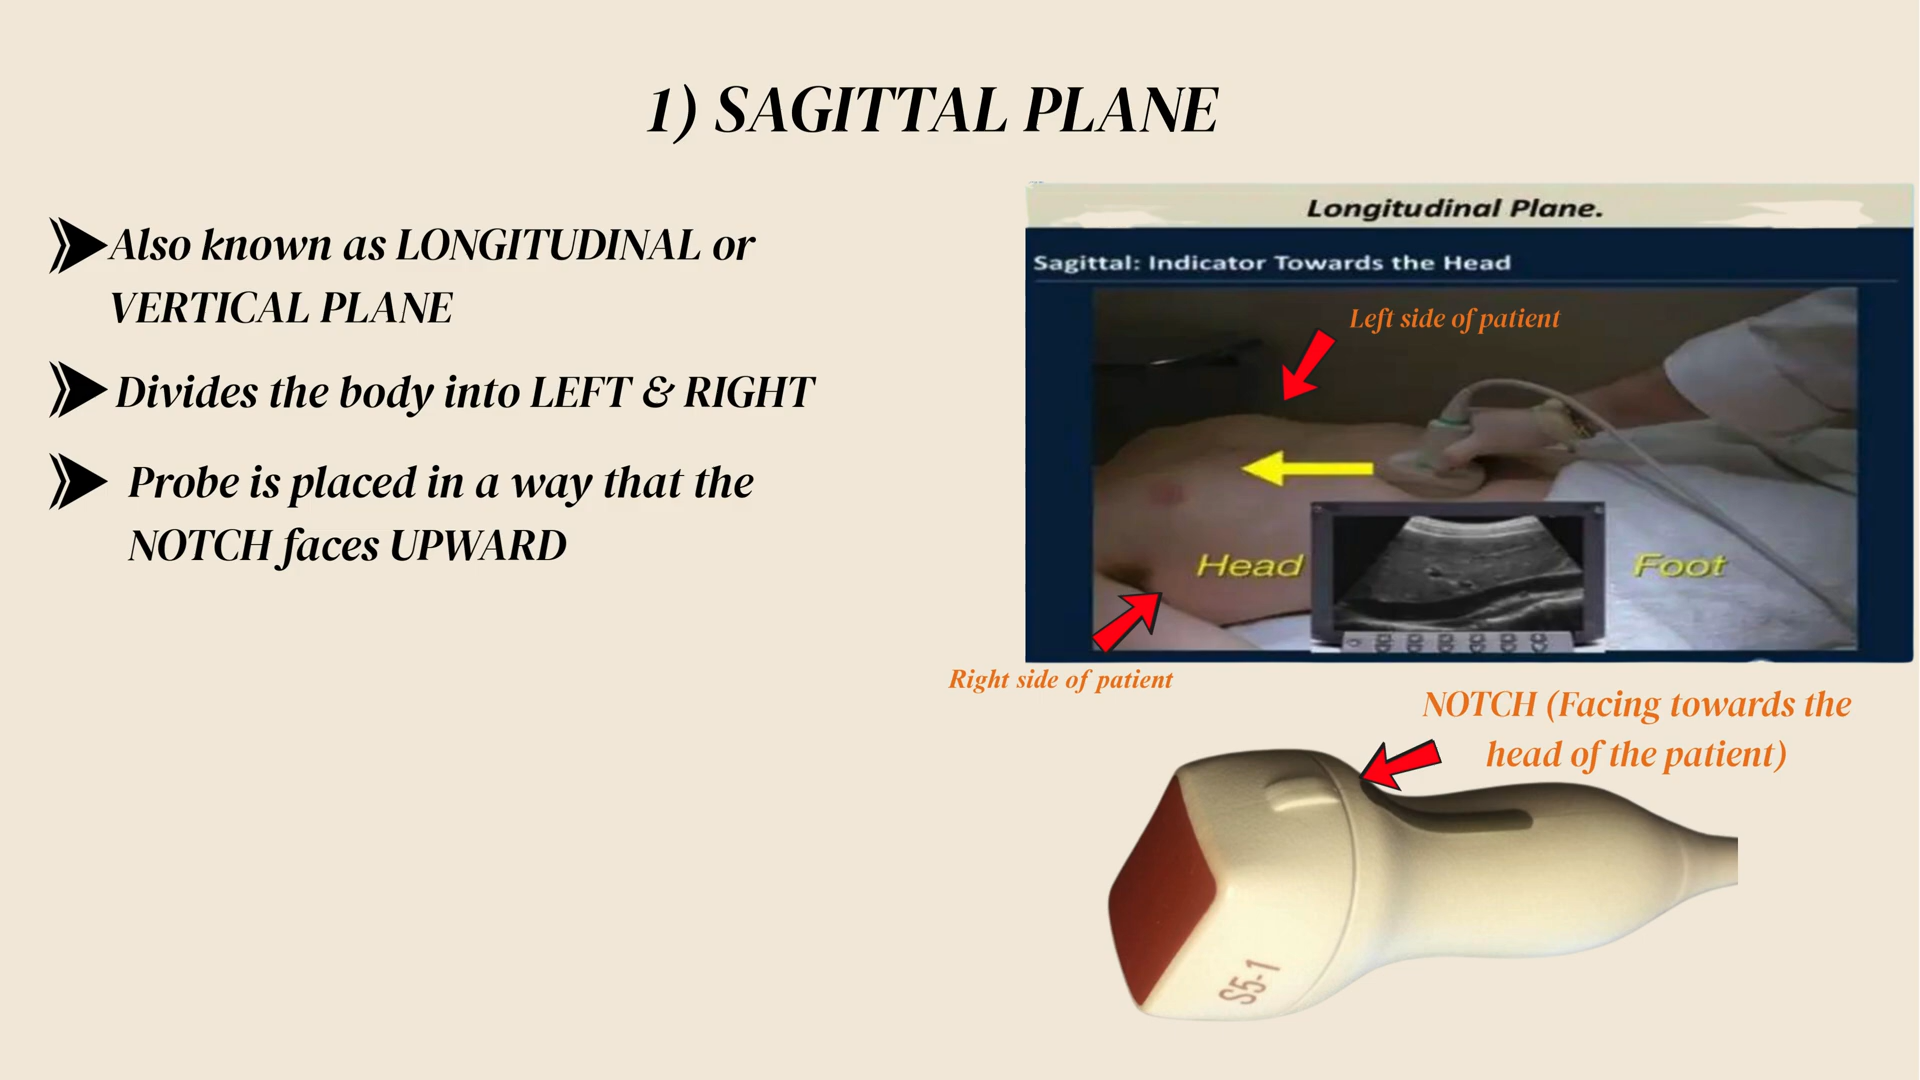 1) SAGITTAL PLANE
Also known as LONGITUDINAL or
VERTICAL PLANE
Divides the body into LEFT & RIGHT
Probe is placed in a way that the
NOTCH faces UPWARD
Longitudinal Plane.
Sagittal: Indicator Towards the Head
Left side of patient
Head
Foot
Right side of patient
NOTCH (Facing towards the
head of the patient)
S5-1